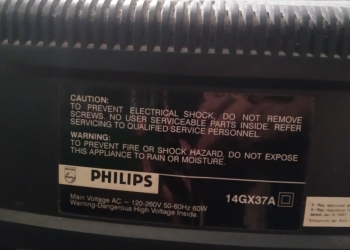 CAUTION:
TO PREVENT ELECTRICAL SHOCK, DO NOT REMOVE
SCREWS. NO USER SERVICEABLE PARTS INSIDE. REFER
SERVICING TO QUALIFIED SERVICE PERSONNEL.
WARNING:
TO PREVENT FIRE OR SHOCK HAZARD, DO NOT EXPOSE
THIS APPLIANCE TO RAIN OR MOISTURE.
PHILIPS
14GX37A
Main Voltage AC ~ 120-260V 50-60Hz 60W
Warning-Dangerous High Voltage Inside